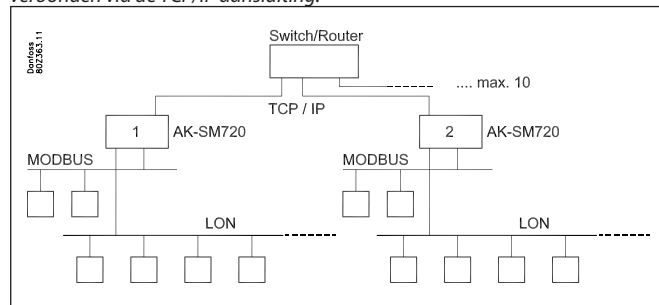 verbonden via de TCP/IP aansluiting.
Danfoss
80Z363.11
Switch/Router
.... max. 10
TCP / IP
1
AK-SM720
2
AK-SM720
MODBUS
MODBUS
LON
LON